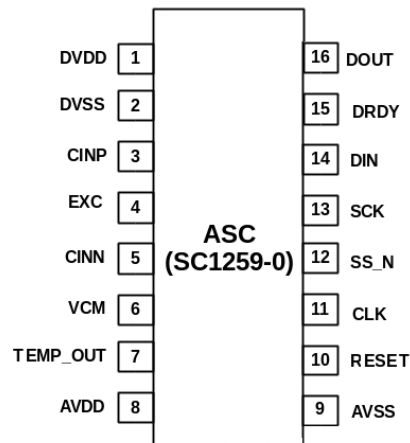 DVDD 1 16 DOUT
DVSS 2 15 DRDY
CINP 3 14 DIN
EXC 4 13 SCK
ASC
(SC1259-0)
CINN 5 12 SS_N
VCM 6 11 CLK
TEMP_OUT 7 10 RESET
AVDD 8 9 AVSS